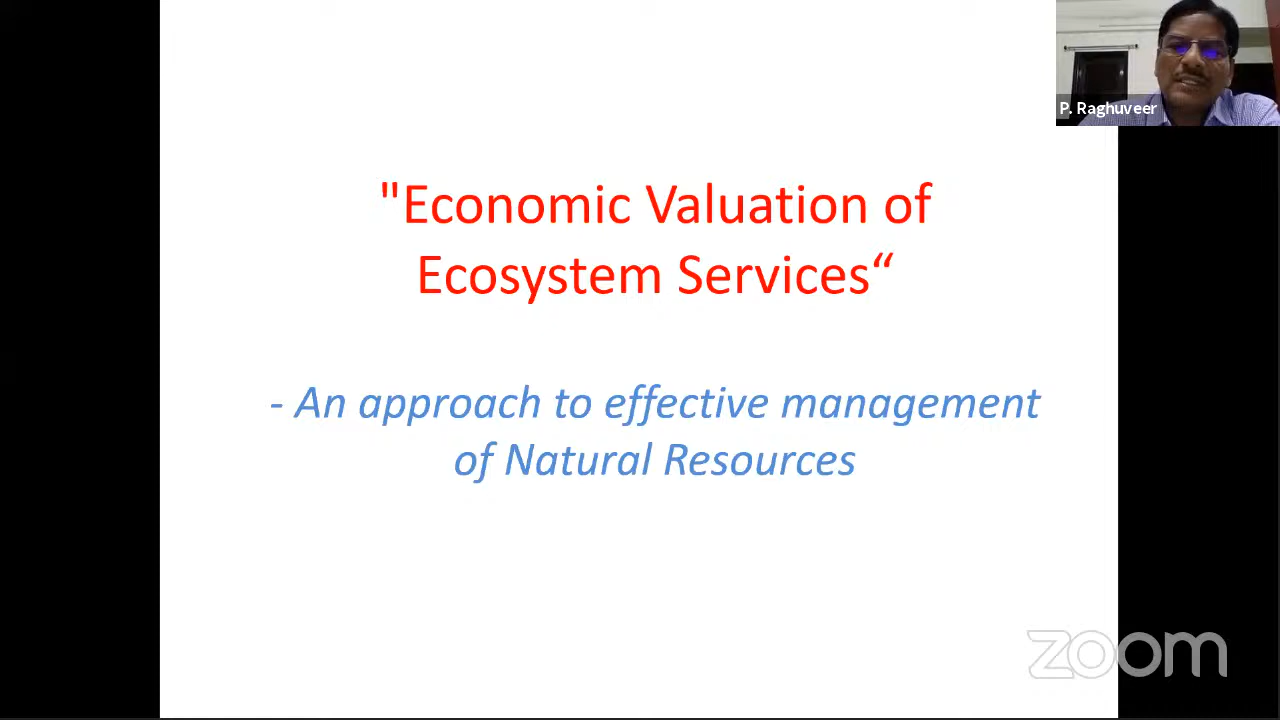 P. Raghuveer
"Economic Valuation of
Ecosystem Services“
- An approach to effective management
of Natural Resources
zoom